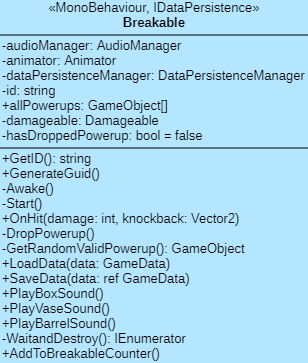 «MonoBehaviour, IDataPersistence»
Breakable
-audioManager: AudioManager
-animator: Animator
-dataPersistenceManager: DataPersistenceManager
-id: string
+allPowerups: GameObject[]
-damageable: Damageable
-hasDroppedPowerup: bool = false
+GetID(): string
+GenerateGuid()
-Awake()
-Start()
+OnHit(damage: int, knockback: Vector2)
-DropPowerup()
-GetRandomValidPowerup(): GameObject
+LoadData(data: GameData)
+SaveData(data: ref GameData)
+PlayBoxSound()
+PlayVaseSound()
+PlayBarrelSound()
-WaitandDestroy(): IEnumerator
+AddToBreakableCounter()